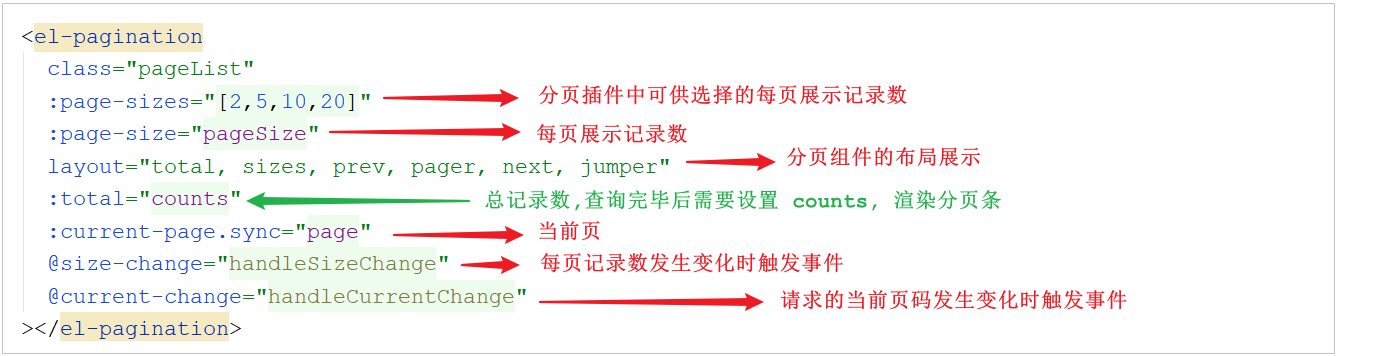 <el-pagination
class="pageList"
:page-sizes="[2,5,10,20]" 分页插件中可供选择的每页展示记录数
:page-size="pageSize" 每页展示记录数
layout="total, sizes, prev, pager, next, jumper" 分页组件的布局展示
:total="counts" 总记录数,查询完毕后需要设置 counts, 渲染分页条
:current-page.sync="page" 当前页
@size-change="handleSizeChange" 每页记录数发生变化时触发事件
@current-change="handleCurrentChange" 请求的当前页码发生变化时触发事件
></el-pagination>